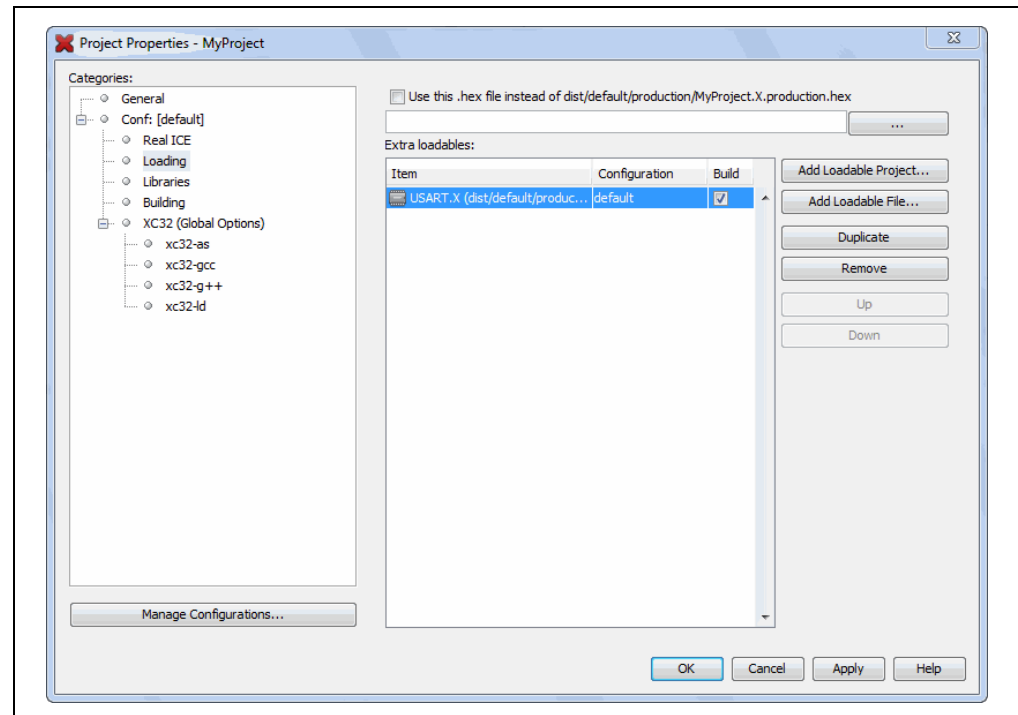 Project Properties - MyProject
Categories:
General
Conf: [default]
Real ICE
Loading
Libraries
Building
XC32 (Global Options)
xc32-as
xc32-gcc
xc32-g++
xc32-ld
Manage Configurations...
Use this .hex file instead of dist/default/production/MyProject.X.production.hex
...
Extra loadables:
Item Configuration Build
USART.X (dist/default/produc... default
Add Loadable Project...
Add Loadable File...
Duplicate
Remove
Up
Down
OK Cancel Apply Help